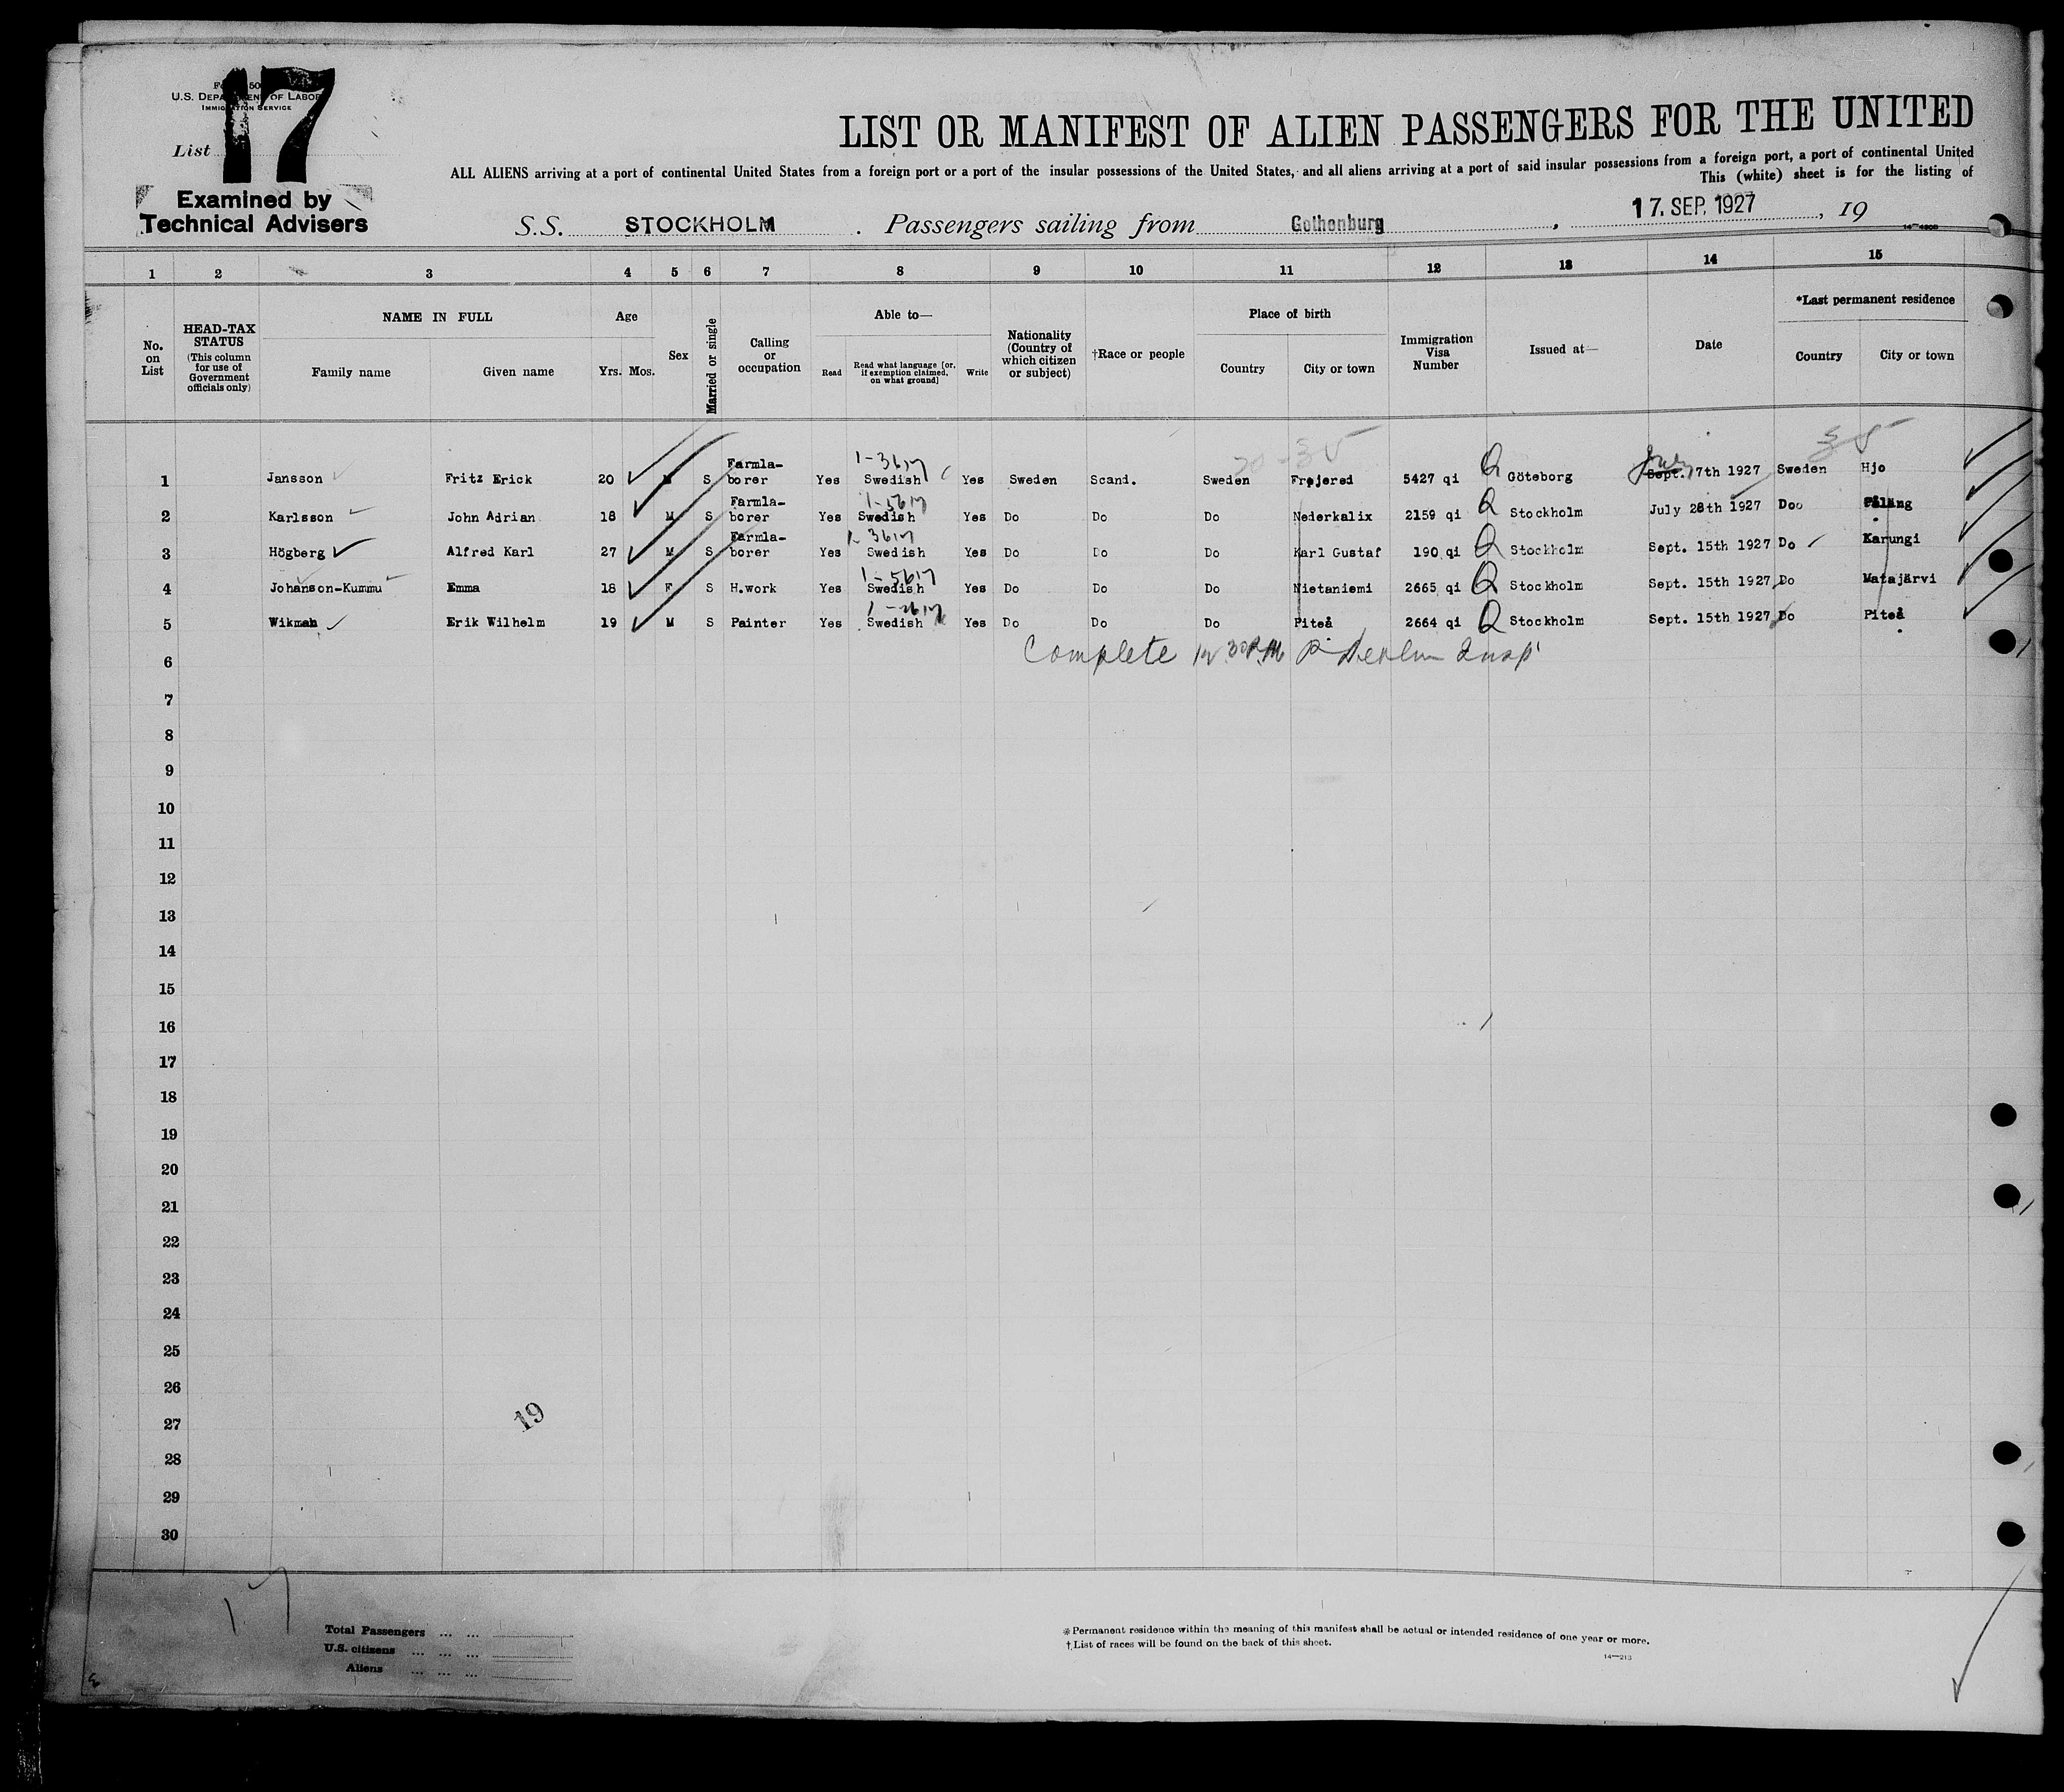 17
U.S. Department of Labor
Immigration Service
List
Examined by
Technical Advisers
LIST OR MANIFEST OF ALIEN PASSENGERS FOR THE UNITED
ALL ALIENS arriving at a port of continental United States from a foreign port or a port of the insular possessions of the United States, and all aliens arriving at a port of said insular possessions from a foreign port, a port of continental United
This (white) sheet is for the listing of
S.S. STOCKHOLM . Passengers sailing from Gothenburg , 17. SEP. 1927 , 19
1 2 3 4 5 6 7 8 9 10 11 12 13 14 15
No. on List
HEAD-TAX STATUS
(This column for use of Government officials only)
NAME IN FULL
Family name Given name
Age
Yrs. Mos.
Sex
Married or single
Calling or occupation
Able to—
Read
Read what language [or, if exemption claimed, on what ground]
Write
Nationality (Country of which citizen or subject)
†Race or people
Place of birth
Country City or town
Immigration Visa Number
Issued at—
Date
*Last permanent residence
Country City or town
1 Jansson Fritz Erick 20 M S Farmla-borer Yes Swedish Yes Sweden Scand. Sweden Frøjered 5427 qi Q Göteborg July Sept. 7th 1927 Sweden Hjo
2 Karlsson John Adrian 18 M S Farmla-borer Yes Swedish Yes Do Do Do Nederkalix 2159 qi Q Stockholm July 28th 1927 Doo Påläng
3 Högberg Alfred Karl 27 M S Farmla-borer Yes Swedish Yes Do Do Do Karl Gustaf 190 qi Q Stockholm Sept. 15th 1927 Do Karungi
4 Johanson-Kummu Emma 18 F S H.work Yes Swedish Yes Do Do Do Nietaniemi 2665 qi Q Stockholm Sept. 15th 1927 Do Matajärvi
5 Wikman Erik Wilhelm 19 M S Painter Yes Swedish Yes Do Do Do Piteå 2664 qi Q Stockholm Sept. 15th 1927 Do Piteå
Complete Insp
6
7
8
9
10
11
12
13
14
15
16
17
18
19
20
21
22
23
24
25
26
27
19
28
29
30
17
Total Passengers ... ...
U.S. citizens ... ... ...
Aliens ... ... ...
*Permanent residence within the meaning of this manifest shall be actual or intended residence of one year or more.
†List of races will be found on the back of this sheet.
14—213